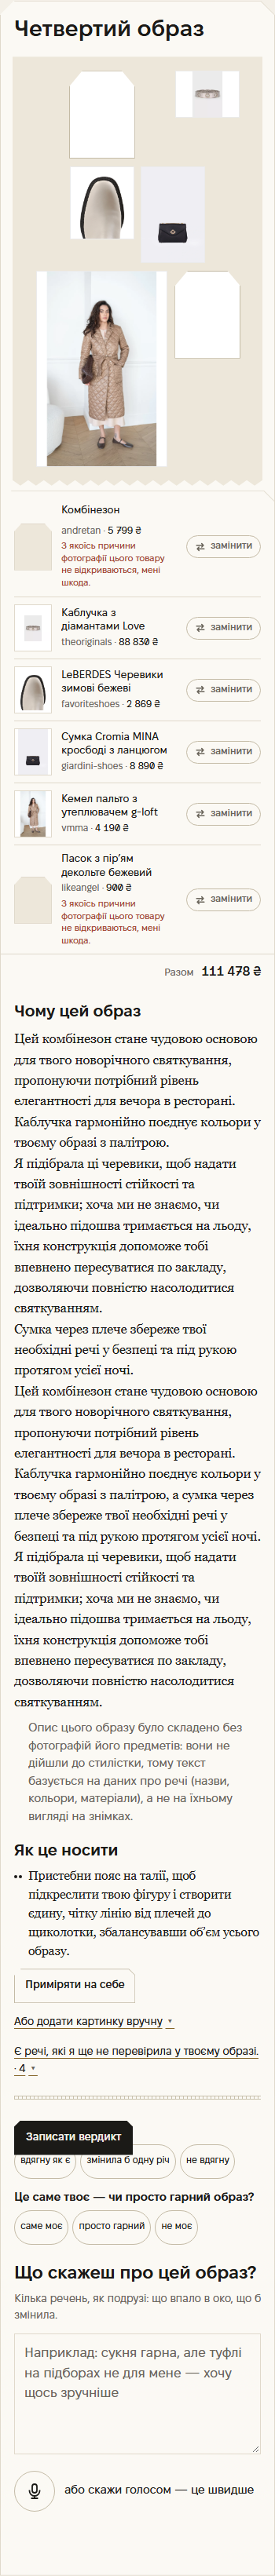 Четвертий образ
Комбінезон
andretan · 5 799 ₴
З якоїсь причини
фотографії цього товару
не відкриваються, мені
шкода.
замінити
Каблучка з
діамантами Love
theoriginals · 88 830 ₴
замінити
LeBERDES Черевики
зимові бежеві
favoriteshoes · 2 869 ₴
замінити
Сумка Cromia MINA
кросбоді з ланцюгом
giardini-shoes · 8 890 ₴
замінити
Кемел пальто з
утеплювачем g-loft
vmma · 4 190 ₴
замінити
Пасок з пір'ям
декольте бежевий
likeangel · 900 ₴
З якоїсь причини
фотографії цього товару
не відкриваються, мені
шкода.
замінити
Разом 111 478 ₴
Чому цей образ
Цей комбінезон стане чудовою основою
для твого новорічного святкування,
пропонуючи потрібний рівень
елегантності для вечора в ресторані.
Каблучка гармонійно поєднує кольори у
твоєму образі з палітрою.
Я підібрала ці черевики, щоб надати
твоїй зовнішності стійкості та
підтримки; хоча ми не знаємо, чи
ідеально підошва тримається на льоду,
їхня конструкція допоможе тобі
впевнено пересуватися по закладу,
дозволяючи повністю насолодитися
святкуванням.
Сумка через плече збереже твої
необхідні речі у безпеці та під рукою
протягом усієї ночі.
Цей комбінезон стане чудовою основою
для твого новорічного святкування,
пропонуючи потрібний рівень
елегантності для вечора в ресторані.
Каблучка гармонійно поєднує кольори у
твоєму образі з палітрою, а сумка через
плече збереже твої необхідні речі у
безпеці та під рукою протягом усієї ночі.
Я підібрала ці черевики, щоб надати
твоїй зовнішності стійкості та
підтримки; хоча ми не знаємо, чи
ідеально підошва тримається на льоду,
їхня конструкція допоможе тобі
впевнено пересуватися по закладу,
дозволяючи повністю насолодитися
святкуванням.
Опис цього образу було складено без
фотографій його предметів: вони не
дійшли до стилістки, тому текст
базується на даних про речі (назви,
кольори, матеріали), а не на їхньому
вигляді на знімках.
Як це носити
Пристебни пояс на талії, щоб
підкреслити твою фігуру і створити
єдину, чітку лінію від плечей до
щиколотки, збалансувавши об'єм усього
образу.
Приміряти на себе
Або додати картинку вручну
Є речі, які я ще не перевірила у твоєму образі.
· 4
Записати вердикт
вдягну як є
змінила б одну річ
не вдягну
Це саме твоє — чи просто гарний образ?
саме моє
просто гарний
не моє
Що скажеш про цей образ?
Кілька речень, як подрузі: що впало в око, що б
змінила.
Наприклад: сукня гарна, але туфлі
на підборах не для мене — хочу
щось зручніше
або скажи голосом — це швидше